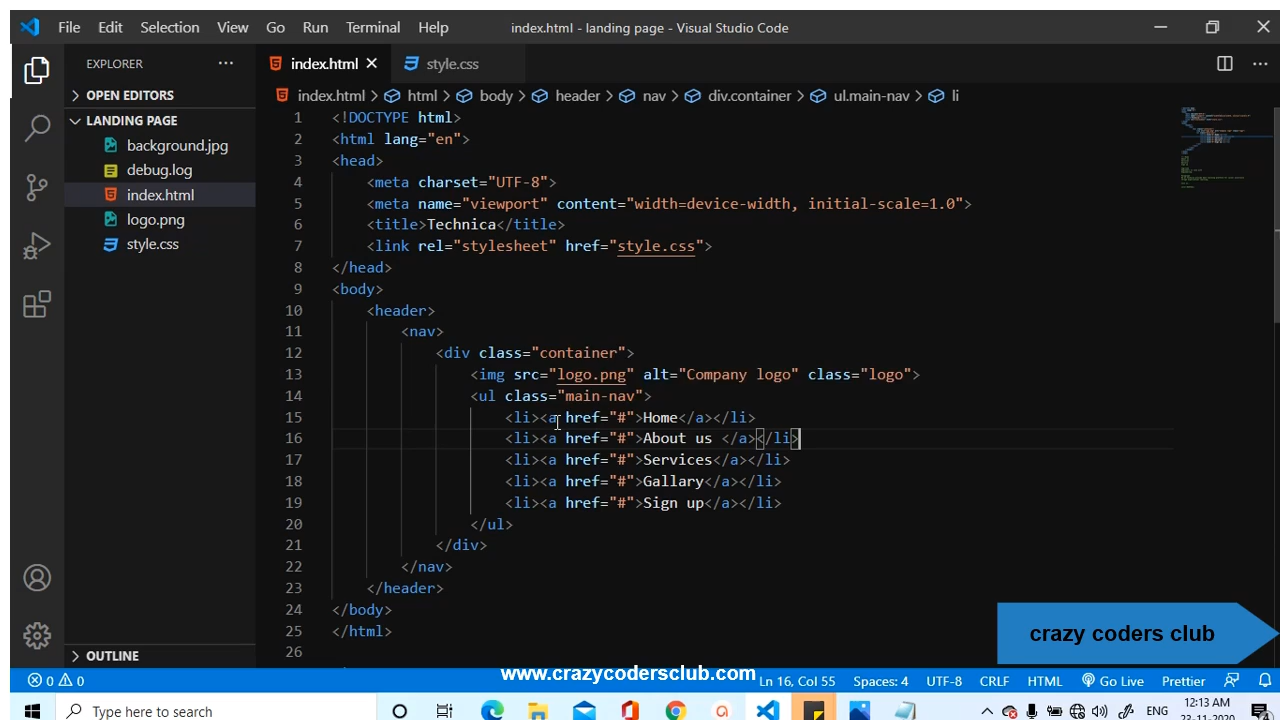 File Edit Selection View Go Run Terminal Help index.html - landing page - Visual Studio Code
EXPLORER ··· index.html style.css ···
OPEN EDITORS
index.html > html > body > header > nav > div.container > ul.main-nav > li
LANDING PAGE
background.jpg
debug.log
index.html
logo.png
style.css
1 <!DOCTYPE html>
2 <html lang="en">
3 <head>
4 <meta charset="UTF-8">
5 <meta name="viewport" content="width=device-width, initial-scale=1.0">
6 <title>Technica</title>
7 <link rel="stylesheet" href="style.css">
8 </head>
9 <body>
10 <header>
11 <nav>
12 <div class="container">
13 <img src="logo.png" alt="Company logo" class="logo">
14 <ul class="main-nav">
15 <li><a href="#">Home</a></li>
16 <li><a href="#">About us </a></li>
17 <li><a href="#">Services</a></li>
18 <li><a href="#">Gallary</a></li>
19 <li><a href="#">Sign up</a></li>
20 </ul>
21 </div>
22 </nav>
23 </header>
24 </body>
25 </html>
26
crazy coders club
OUTLINE
www.crazycodersclub.com
0 0 Ln 16, Col 55 Spaces: 4 UTF-8 CRLF HTML Go Live Prettier
Type here to search
ENG
12:13 AM